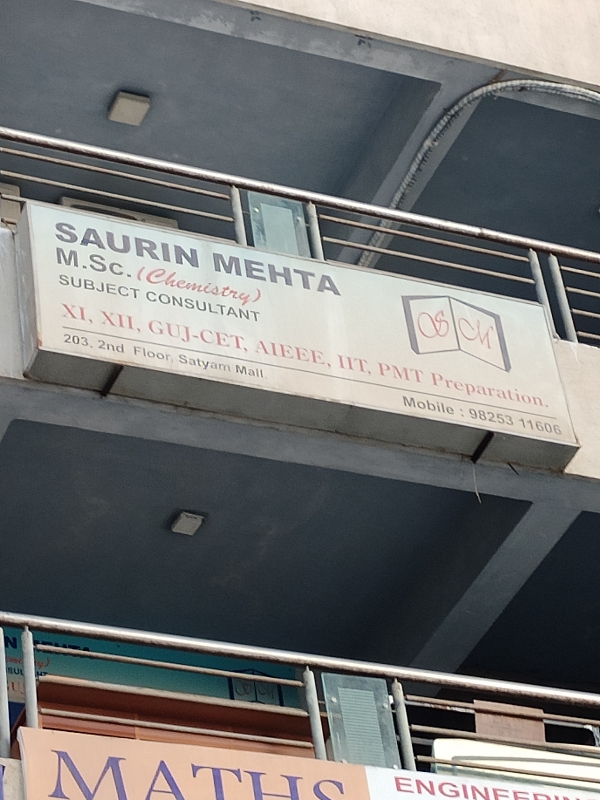 SAURIN MEHTA
M.Sc. (Chemistry)
SUBJECT CONSULTANT
S M
XI, XII, GUJ-CET, AIEEE, IIT, PMT Preparation.
203, 2nd Floor, Satyam Mall.
Mobile : 98253 11606
MEHTA
S M
MATHS
ENGINEERING